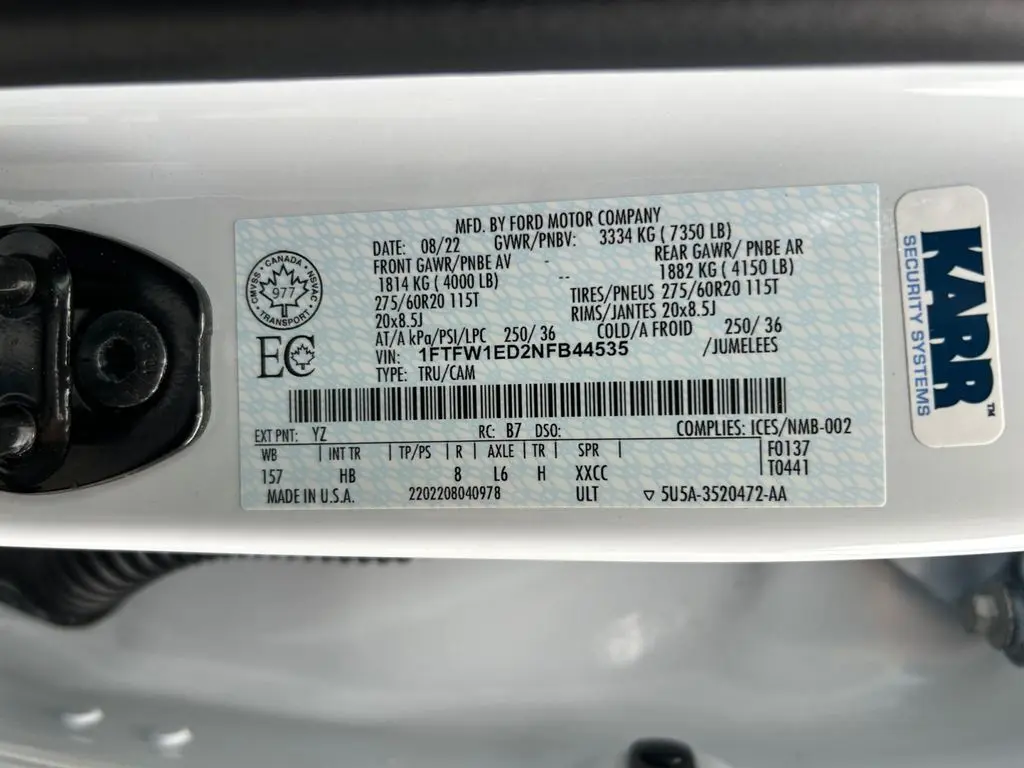 MFD. BY FORD MOTOR COMPANY
DATE: 08/22 GVWR/PNBV: 3334 KG ( 7350 LB)
FRONT GAWR/PNBE AV - REAR GAWR/ PNBE AR
1814 KG ( 4000 LB) -- 1882 KG ( 4150 LB)
275/60R20 115T TIRES/PNEUS 275/60R20 115T
20x8.5J RIMS/JANTES 20x8.5J
AT/A kPa/PSI/LPC 250/ 36 COLD/A FROID 250/ 36
VIN: 1FTFW1ED2NFB44535 /JUMELEES
TYPE: TRU/CAM
CANADA
CMVSS · NSVAC
977
TRANSPORT
EC
EXT PNT: YZ RC: B7 DSO: COMPLIES: ICES/NMB-002
WB | INT TR | TP/PS | R | AXLE | TR | SPR | F0137
157 HB 8 L6 H XXCC T0441
MADE IN U.S.A. 2202208040978 ULT ▽ 5U5A-3520472-AA
KARR™
SECURITY SYSTEMS